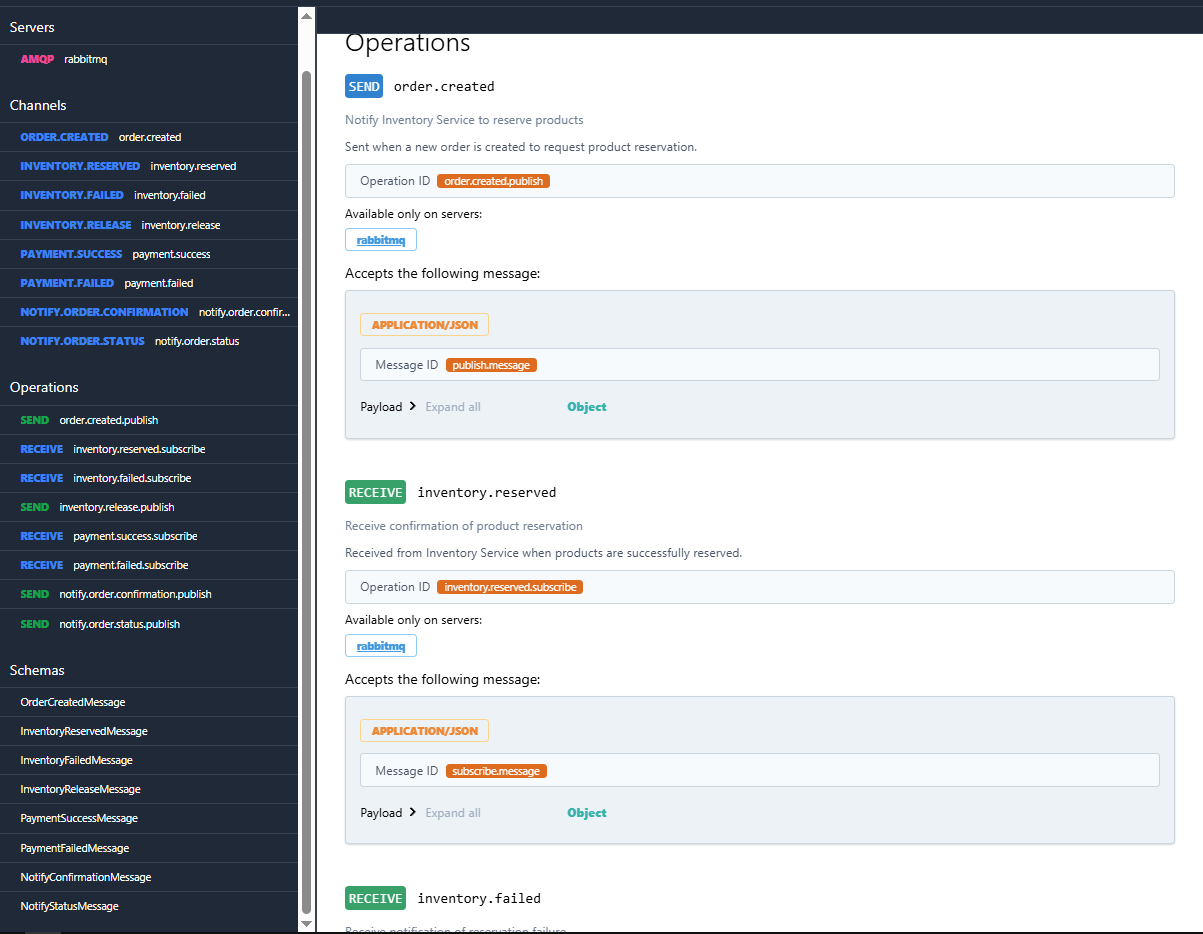 Servers
AMQP rabbitmq
Channels
ORDER.CREATED order.created
INVENTORY.RESERVED inventory.reserved
INVENTORY.FAILED inventory.failed
INVENTORY.RELEASE inventory.release
PAYMENT.SUCCESS payment.success
PAYMENT.FAILED payment.failed
NOTIFY.ORDER.CONFIRMATION notify.order.confir...
NOTIFY.ORDER.STATUS notify.order.status
Operations
SEND order.created.publish
RECEIVE inventory.reserved.subscribe
RECEIVE inventory.failed.subscribe
SEND inventory.release.publish
RECEIVE payment.success.subscribe
RECEIVE payment.failed.subscribe
SEND notify.order.confirmation.publish
SEND notify.order.status.publish
Schemas
OrderCreatedMessage
InventoryReservedMessage
InventoryFailedMessage
InventoryReleaseMessage
PaymentSuccessMessage
PaymentFailedMessage
NotifyConfirmationMessage
NotifyStatusMessage
Operations
SEND order.created
Notify Inventory Service to reserve products
Sent when a new order is created to request product reservation.
Operation ID order.created.publish
Available only on servers:
rabbitmq
Accepts the following message:
APPLICATION/JSON
Message ID publish.message
Payload Expand all Object
RECEIVE inventory.reserved
Receive confirmation of product reservation
Received from Inventory Service when products are successfully reserved.
Operation ID inventory.reserved.subscribe
Available only on servers:
rabbitmq
Accepts the following message:
APPLICATION/JSON
Message ID subscribe.message
Payload Expand all Object
RECEIVE inventory.failed
Receive notification of reservation failure